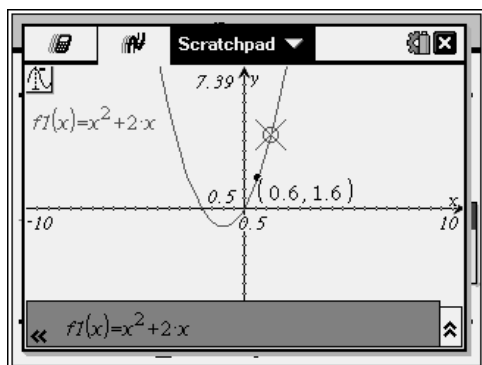 Scratchpad
7.39 y
f1(x)=x²+2·x
0.5 (0.6, 1.6)
x
-10 0.5 10
« f1(x)=x²+2·x